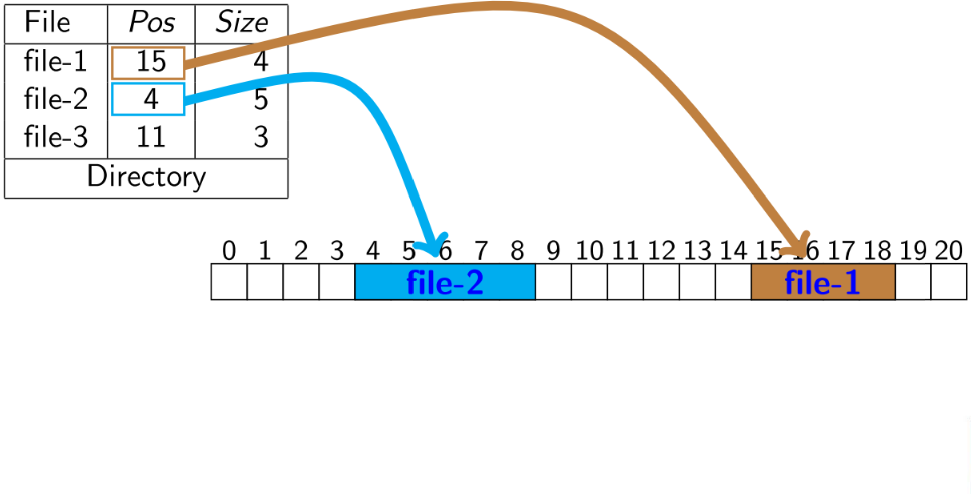 File Pos Size
file-1 15 4
file-2 4 5
file-3 11 3
Directory
0 1 2 3 4 5 6 7 8 9 10 11 12 13 14 15 16 17 18 19 20
file-2 file-1